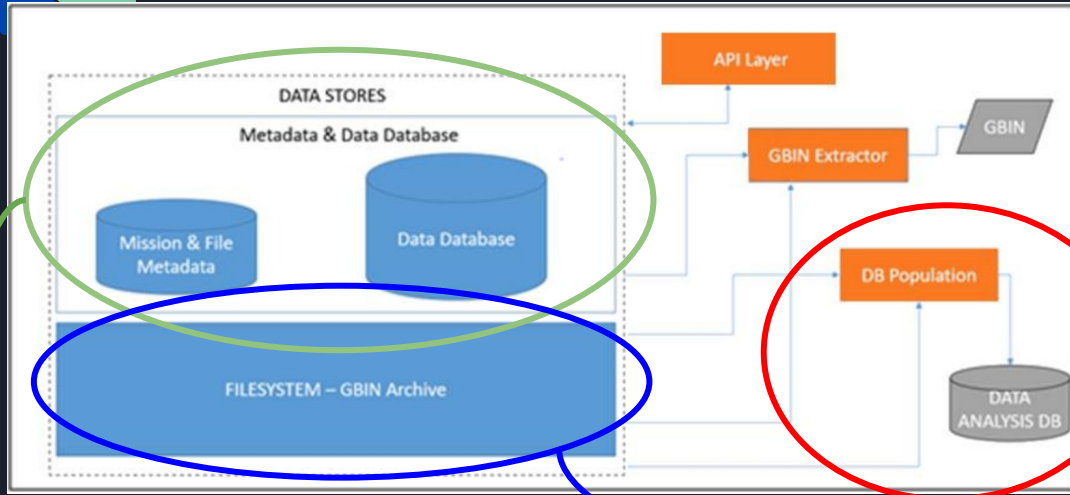 DATA STORES
Metadata & Data Database
Mission & File
Metadata
Data Database
FILESYSTEM – GBIN Archive
API Layer
GBIN Extractor
GBIN
DB Population
DATA
ANALYSIS DB